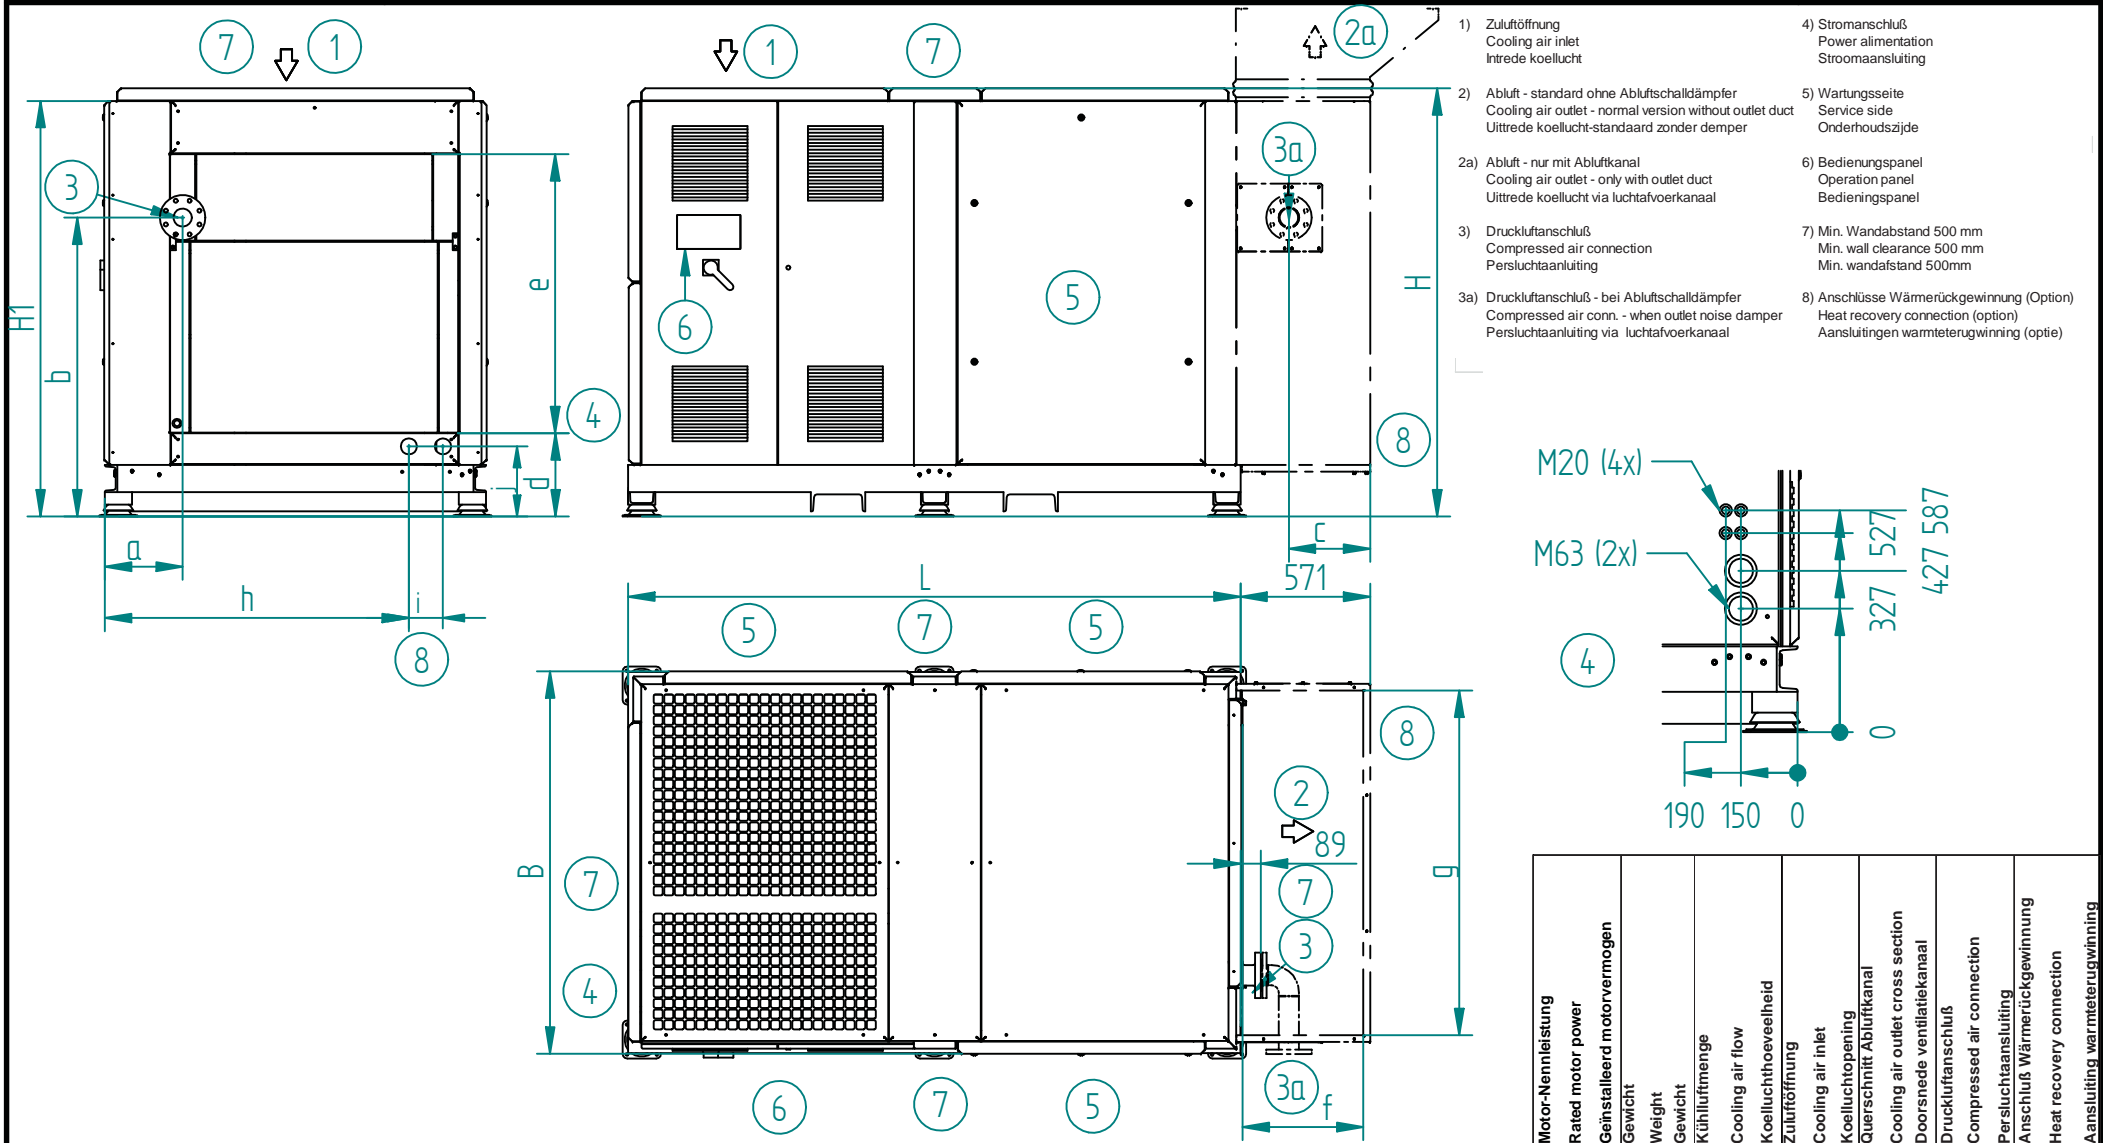 7
1
1
7
2a
3
3a
H1
b
e
a
h
i
j
d
4
8
5
6
H
8
c
571
L
5
7
5
B
7
4
6
7
5
8
2
89
7
3
3a
f
g
1) Zuluftöffnung
Cooling air inlet
Intrede koellucht
2) Abluft - standard ohne Abluftschalldämpfer
Cooling air outlet - normal version without outlet duct
Uittrede koellucht-standaard zonder demper
2a) Abluft - nur mit Abluftkanal
Cooling air outlet - only with outlet duct
Uittrede koellucht via luchtafvoerkanaal
3) Druckluftanschluß
Compressed air connection
Persluchtaanluiting
3a) Druckluftanschluß - bei Abluftschalldämpfer
Compressed air conn. - when outlet noise damper
Persluchtaanluiting via luchtafvoerkanaal
4) Stromanschluß
Power alimentation
Stroomaansluiting
5) Wartungsseite
Service side
Onderhoudszijde
6) Bedienungspanel
Operation panel
Bedieningspanel
7) Min. Wandabstand 500 mm
Min. wall clearance 500 mm
Min. wandafstand 500mm
8) Anschlüsse Wärmerückgewinnung (Option)
Heat recovery connection (option)
Aansluitingen warmteterugwinning (optie)
M20 (4x)
M63 (2x)
4
327 527
427 587
0
190 150 0
Motor-Nennleistung
Rated motor power
Geïnstalleerd motorvermogen
Gewicht
Weight
Gewicht
Kühlluftmenge
Cooling air flow
Koelluchthoeveelheid
Zuluftöffnung
Cooling air inlet
Koelluchtopening
Querschnitt Abluftkanal
Cooling air outlet cross section
Doorsnede ventilatiekanaal
Druckluftanschluß
Compressed air connection
Persluchtaansluiting
Anschluß Wärmerückgewinnung
Heat recovery connection
Aansluiting warmteterugwinning